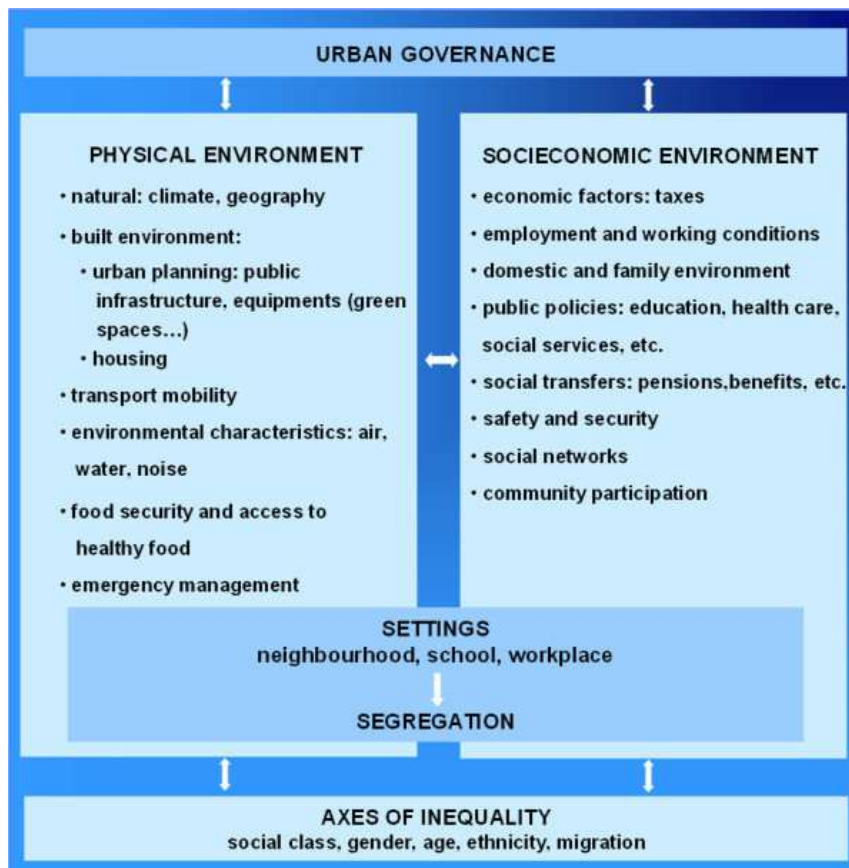 URBAN GOVERNANCE
PHYSICAL ENVIRONMENT
• natural: climate, geography
• built environment:
• urban planning: public
infrastructure, equipments (green
spaces...)
• housing
• transport mobility
• environmental characteristics: air,
water, noise
• food security and access to
healthy food
• emergency management
SOCIECONOMIC ENVIRONMENT
• economic factors: taxes
• employment and working conditions
• domestic and family environment
• public policies: education, health care,
social services, etc.
• social transfers: pensions,benefits, etc.
• safety and security
• social networks
• community participation
SETTINGS
neighbourhood, school, workplace
SEGREGATION
AXES OF INEQUALITY
social class, gender, age, ethnicity, migration